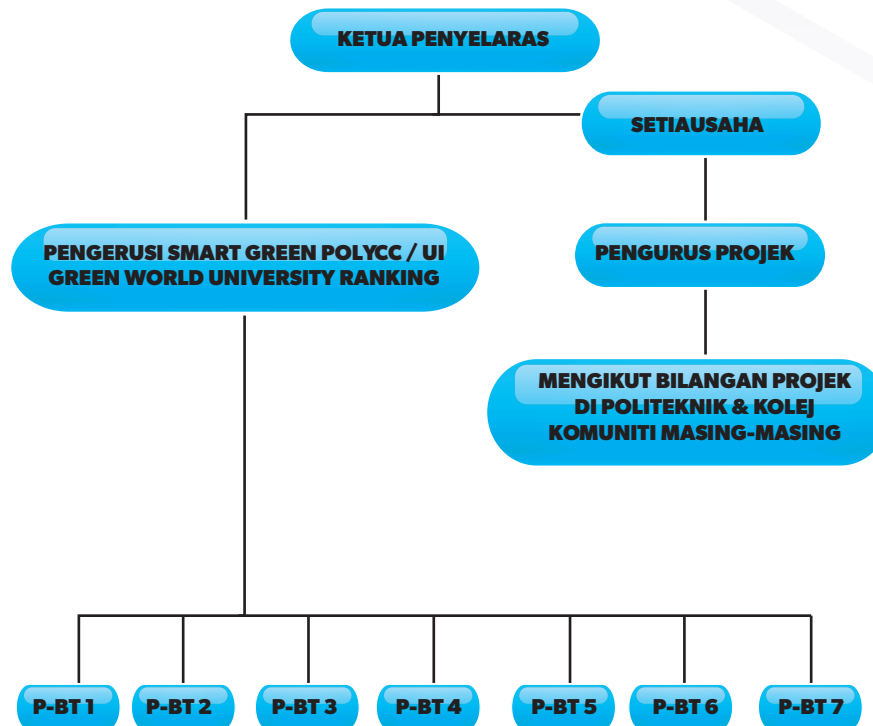 KETUA PENYELARAS
SETIAUSAHA
PENGERUSI SMART GREEN POLYCC / UI
GREEN WORLD UNIVERSITY RANKING
PENGURUS PROJEK
MENGIKUT BILANGAN PROJEK
DI POLITEKNIK & KOLEJ
KOMUNITI MASING-MASING
P-BT 1
P-BT 2
P-BT 3
P-BT 4
P-BT 5
P-BT 6
P-BT 7